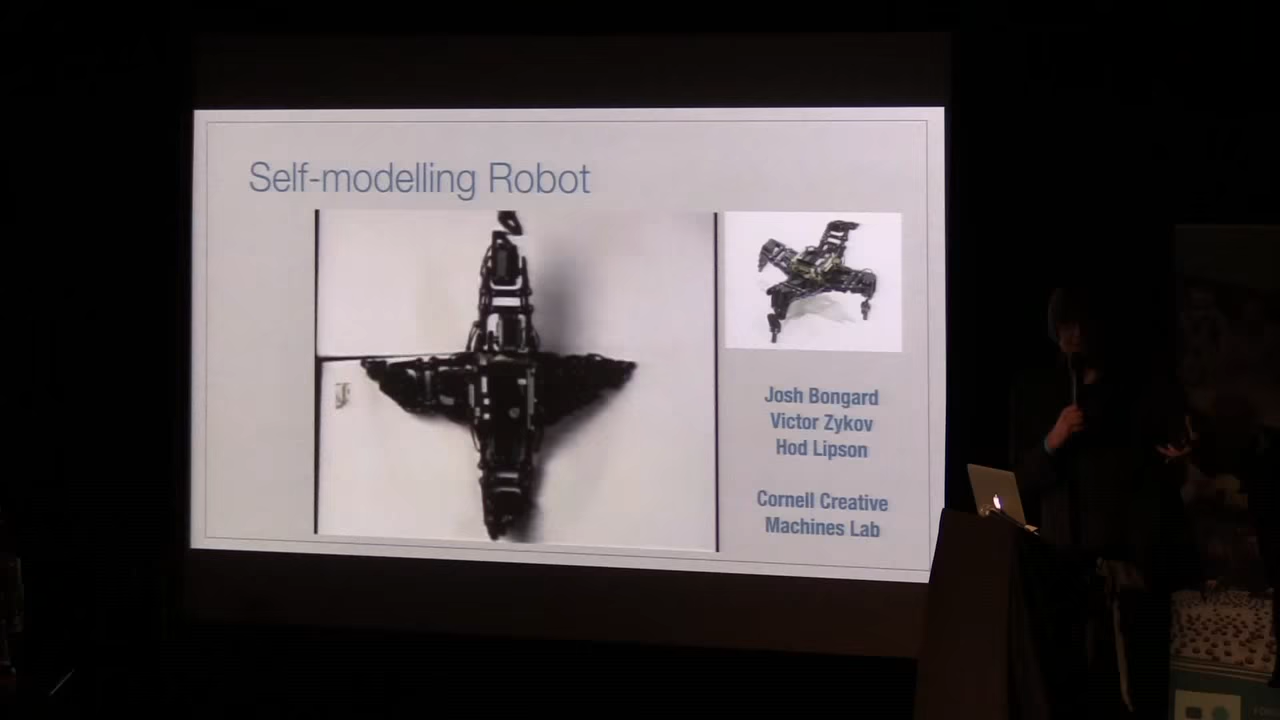 Self-modelling Robot
Josh Bongard
Victor Zykov
Hod Lipson
Cornell Creative
Machines Lab